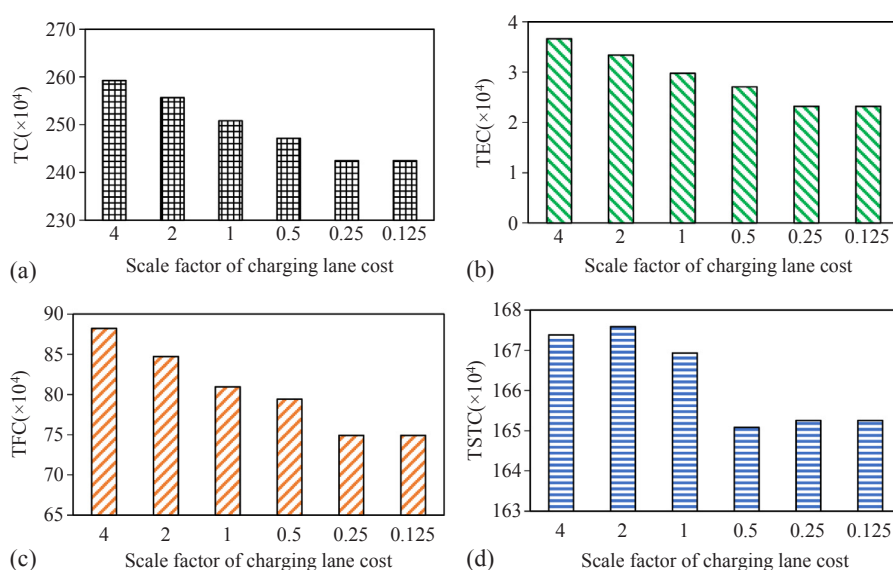 TC(×10⁴)
270
260
250
240
230
4 2 1 0.5 0.25 0.125
(a)
Scale factor of charging lane cost
TEC(×10⁴)
4
3
2
1
0
4 2 1 0.5 0.25 0.125
(b)
Scale factor of charging lane cost
TFC(×10⁴)
90
85
80
75
70
65
4 2 1 0.5 0.25 0.125
(c)
Scale factor of charging lane cost
TSTC(×10⁴)
168
167
166
165
164
163
4 2 1 0.5 0.25 0.125
(d)
Scale factor of charging lane cost